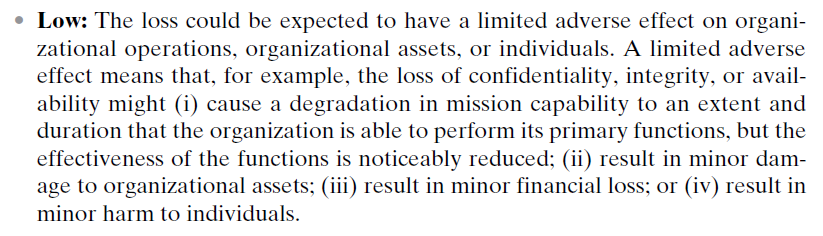 • Low: The loss could be expected to have a limited adverse effect on organi-
zational operations, organizational assets, or individuals. A limited adverse
effect means that, for example, the loss of confidentiality, integrity, or avail-
ability might (i) cause a degradation in mission capability to an extent and
duration that the organization is able to perform its primary functions, but the
effectiveness of the functions is noticeably reduced; (ii) result in minor dam-
age to organizational assets; (iii) result in minor financial loss; or (iv) result in
minor harm to individuals.